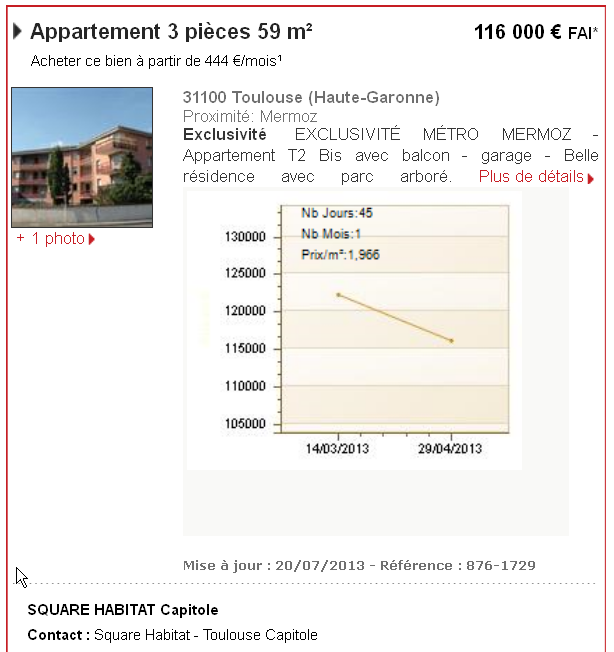 Appartement 3 pièces 59 m²
116 000 € FAI*
Acheter ce bien à partir de 444 €/mois¹
31100 Toulouse (Haute-Garonne)
Proximité: Mermoz
Exclusivité EXCLUSIVITÉ MÉTRO MERMOZ -
Appartement T2 Bis avec balcon - garage - Belle
résidence avec parc arboré. Plus de détails
+ 1 photo
Nb Jours:45
Nb Mois:1
Prix/m²:1,966
130000
125000
120000
115000
110000
105000
14/03/2013
29/04/2013
Mise à jour : 20/07/2013 - Référence : 876-1729
SQUARE HABITAT Capitole
Contact : Square Habitat - Toulouse Capitole